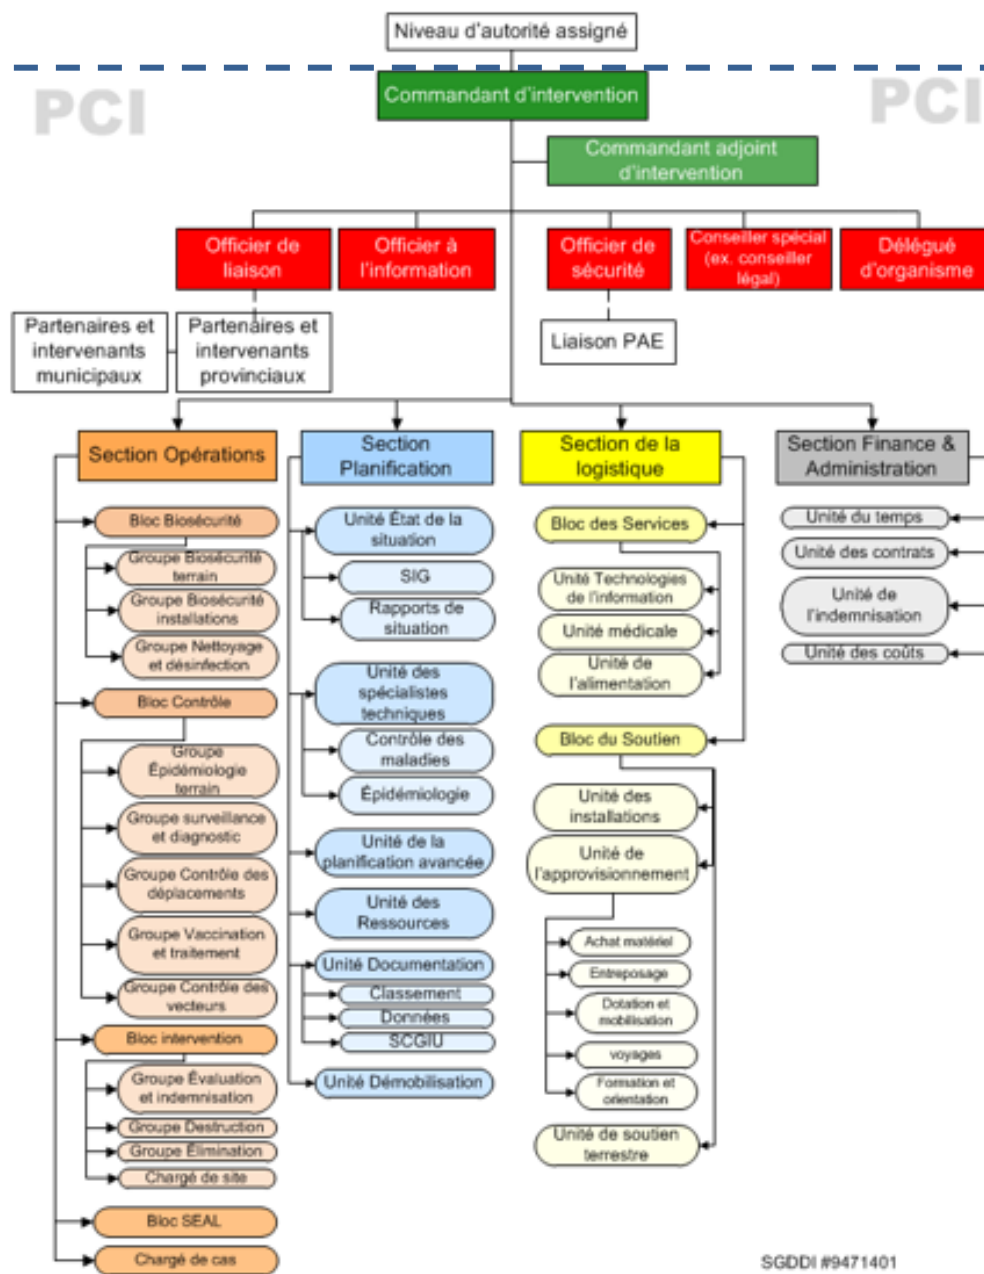 Niveau d'autorité assigné
PCI
PCI
Commandant d'intervention
Commandant adjoint
d'intervention
Officier de
liaison
Officier à
l'information
Officier de
sécurité
Conseiller spécial
(ex. conseiller
légal)
Délégué
d'organisme
Partenaires et
intervenants
municipaux
Partenaires et
intervenants
provinciaux
Liaison PAE
Section Opérations
Bloc Biosécurité
Groupe Biosécurité
terrain
Groupe Biosécurité
installations
Groupe Nettoyage
et désinfection
Bloc Contrôle
Groupe
Épidémiologie
terrain
Groupe surveillance
et diagnostic
Groupe Contrôle des
déplacements
Groupe Vaccination
et traitement
Groupe Contrôle des
vecteurs
Bloc intervention
Groupe Évaluation
et indemnisation
Groupe Destruction
Groupe Élimination
Chargé de site
Bloc SEAL
Chargé de cas
Section
Planification
Unité État de la
situation
SIG
Rapports de
situation
Unité des
spécialistes
techniques
Contrôle des
maladies
Épidémiologie
Unité de la
planification avancée
Unité des
Ressources
Unité Documentation
Classement
Données
SCGIU
Unité Démobilisation
Section de la
logistique
Bloc des Services
Unité Technologies
de l'information
Unité médicale
Unité de
l'alimentation
Bloc du Soutien
Unité des
installations
Unité de
l'approvisionnement
Achat matériel
Entreposage
Dotation et
mobilisation
voyages
Formation et
orientation
Unité de soutien
terrestre
Section Finance &
Administration
Unité du temps
Unité des contrats
Unité de
l'indemnisation
Unité des coûts
SGDDI #9471401